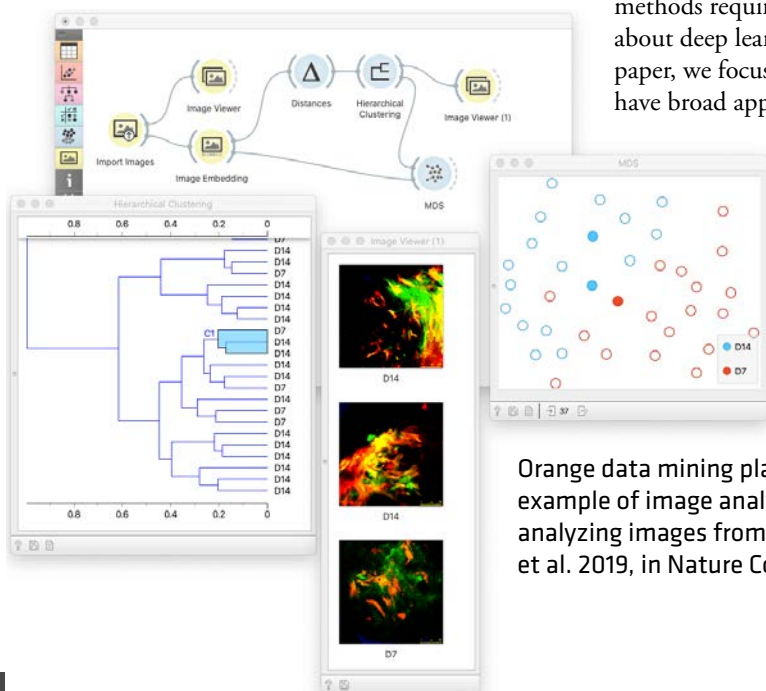 methods requir
about deep lear
paper, we focus
have broad app
Image Viewer
Distances
Hierarchical
Clustering
Image Viewer (1)
Import Images
Image Embedding
MDS
Hierarchical Clustering
0.8 0.6 0.4 0.2 0
D7
D14
D14
D7
D14
D14
D14
D14
C1
D7
D14
D14
D14
D14
D7
D14
D7
D7
D14
D14
D14
D14
D14
D14
0.8 0.6 0.4 0.2 0
Image Viewer (1)
D14
D14
D7
MDS
D14
D7
37
Orange data mining pla
example of image anal
analyzing images from
et al. 2019, in Nature Co